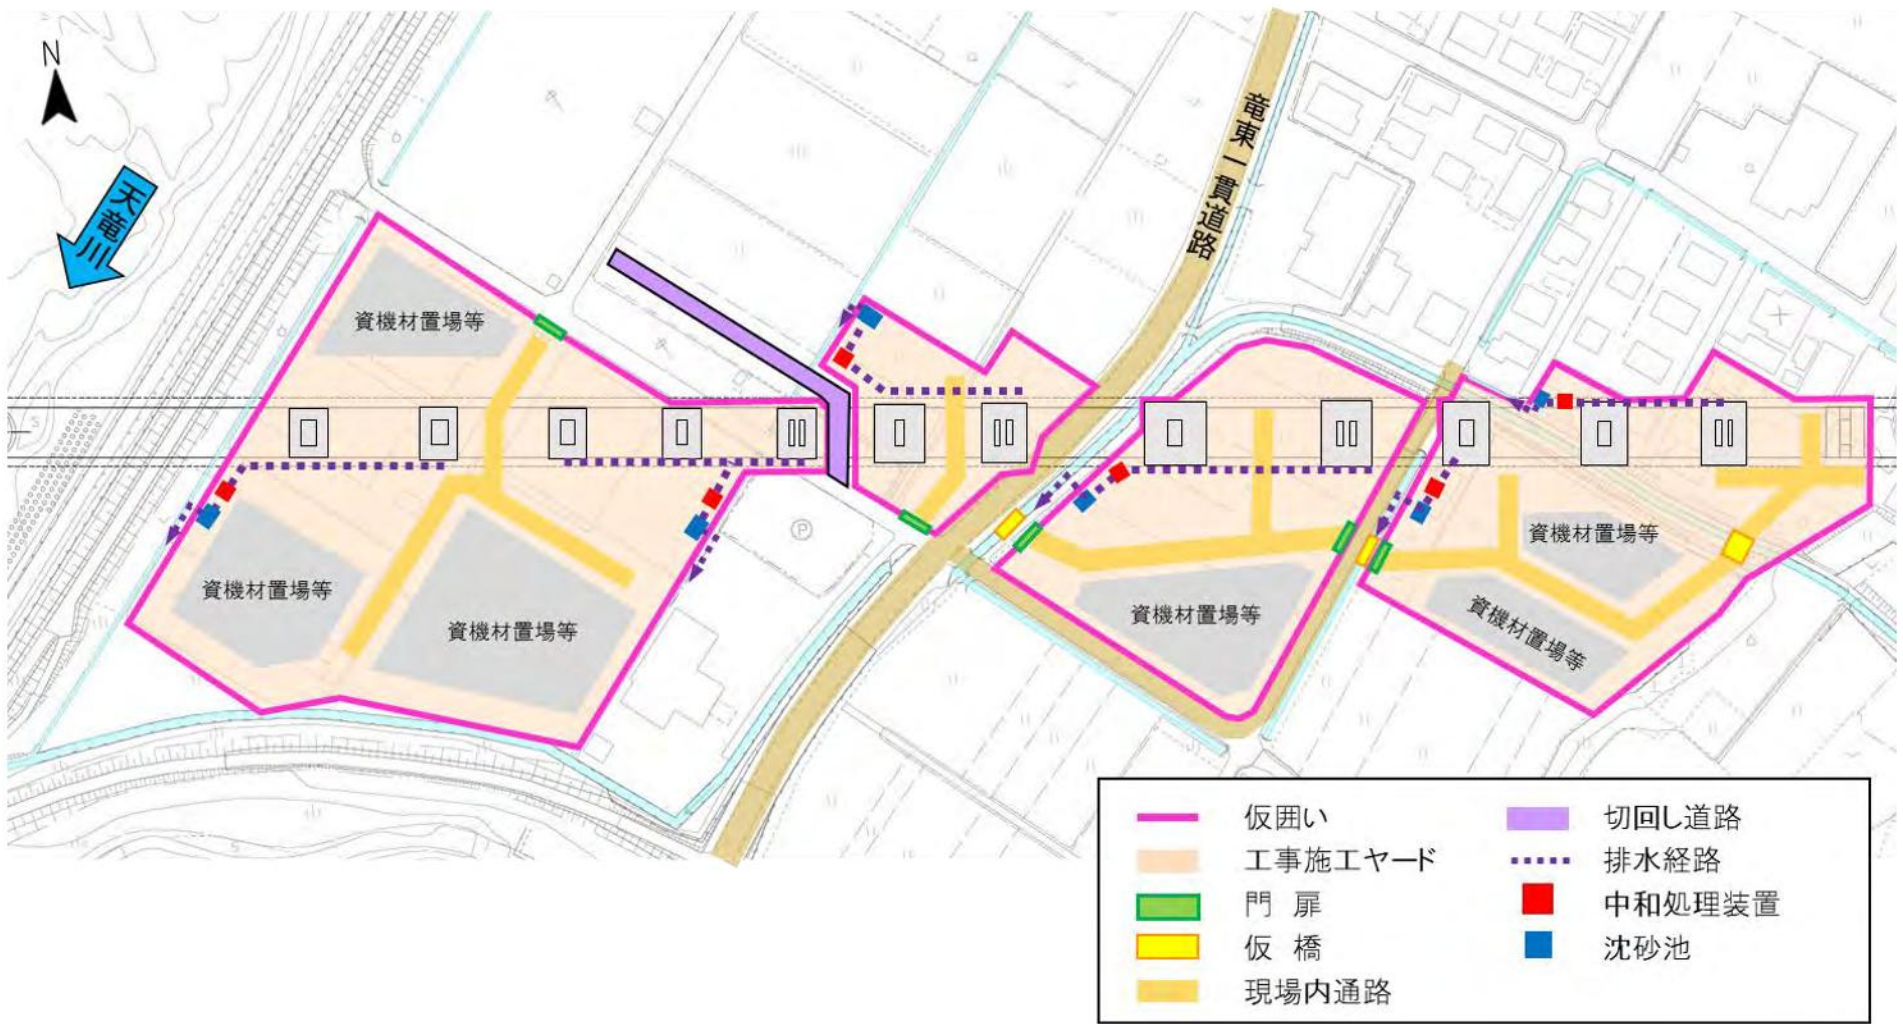 N
天竜川
竜東一貫道路
資機材置場等
資機材置場等
資機材置場等
P
資機材置場等
資機材置場等
資機材置場等
仮囲い
工事施工ヤード
門 扉
仮 橋
現場内通路
切回し道路
排水経路
中和処理装置
沈砂池